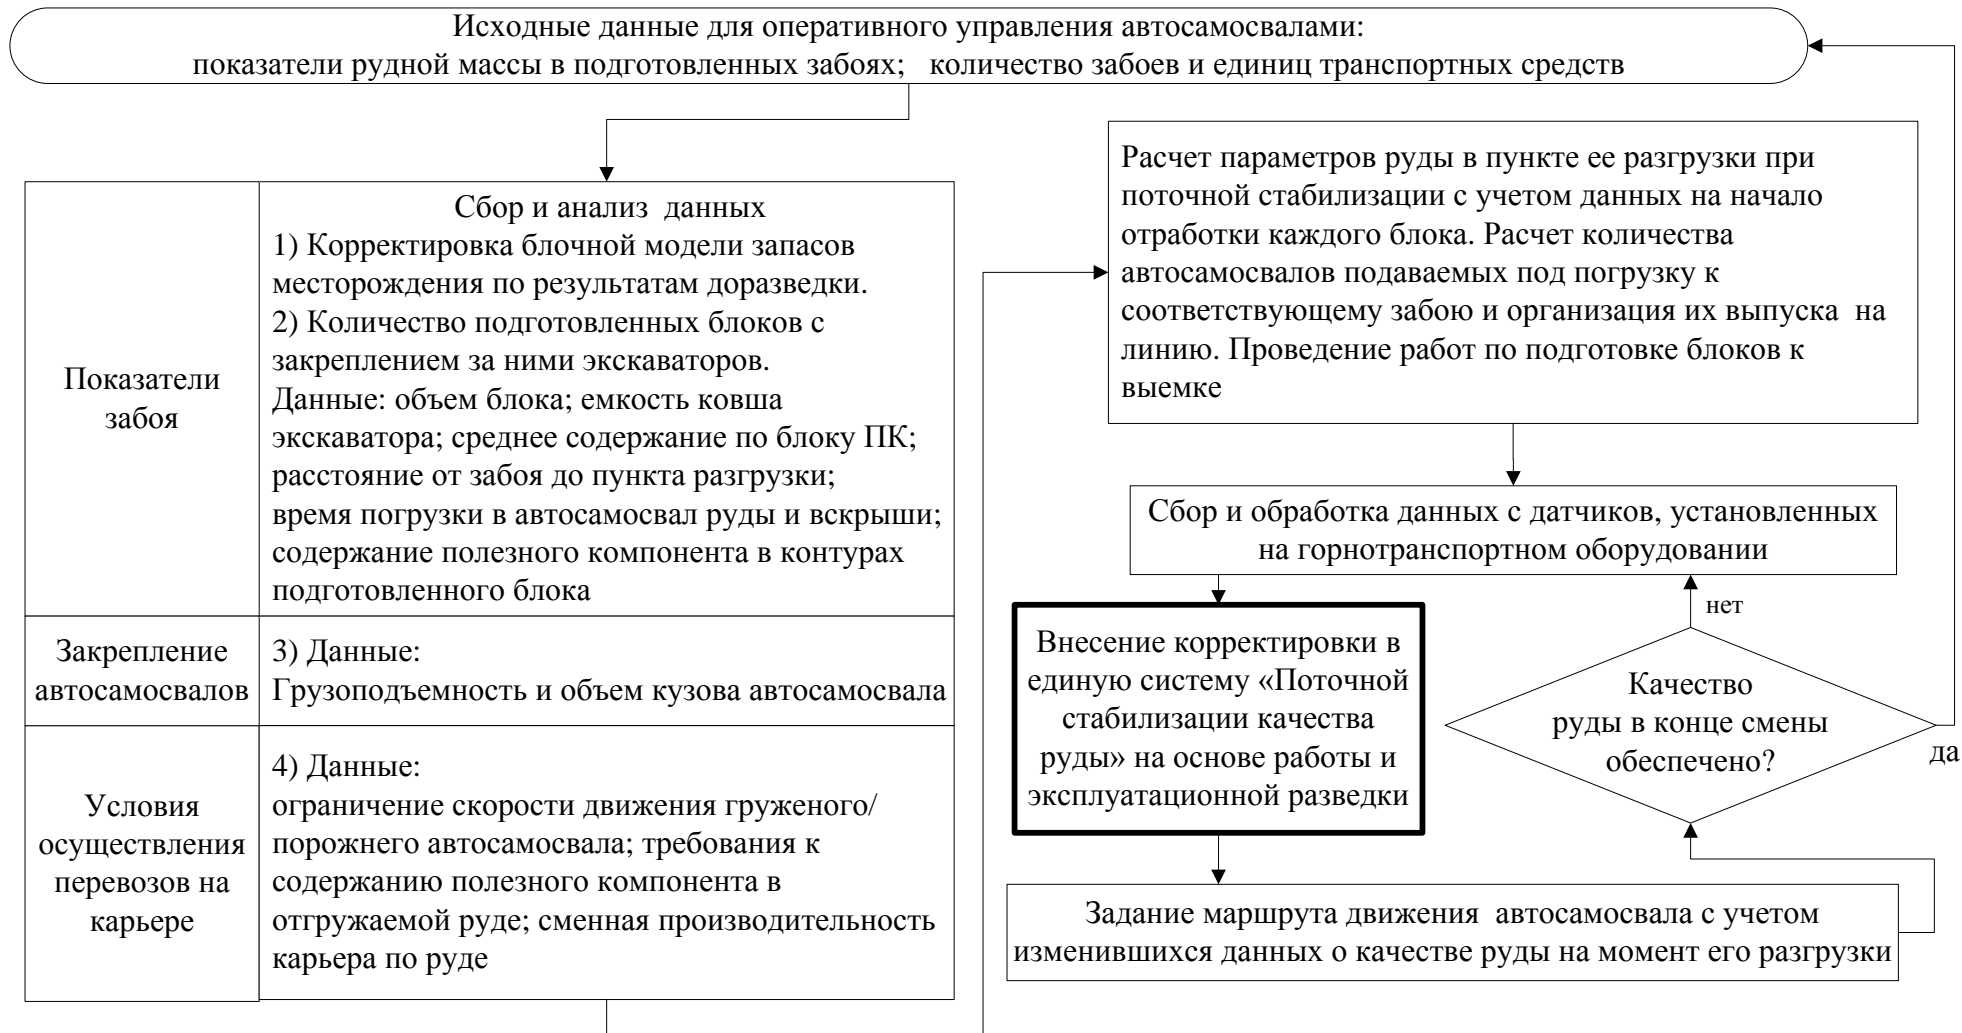 Исходные данные для оперативного управления автосамосвалами:
показатели рудной массы в подготовленных забоях; количество забоев и единиц транспортных средств
Показатели
забоя
Сбор и анализ данных
1) Корректировка блочной модели запасов
месторождения по результатам доразведки.
2) Количество подготовленных блоков с
закреплением за ними экскаваторов.
Данные: объем блока; емкость ковша
экскаватора; среднее содержание по блоку ПК;
расстояние от забоя до пункта разгрузки;
время погрузки в автосамосвал руды и вскрыши;
содержание полезного компонента в контурах
подготовленного блока
Закрепление
автосамосвалов
3) Данные:
Грузоподъемность и объем кузова автосамосвала
Условия
осуществления
перевозов на
карьере
4) Данные:
ограничение скорости движения груженого/
порожнего автосамосвала; требования к
содержанию полезного компонента в
отгружаемой руде; сменная производительность
карьера по руде
Расчет параметров руды в пункте ее разгрузки при
поточной стабилизации с учетом данных на начало
отработки каждого блока. Расчет количества
автосамосвалов подаваемых под погрузку к
соответствующему забою и организация их выпуска на
линию. Проведение работ по подготовке блоков к
выемке
Сбор и обработка данных с датчиков, установленных
на горнотранспортном оборудовании
Внесение корректировки в
единую систему «Поточной
стабилизации качества
руды» на основе работы и
эксплуатационной разведки
нет
Качество
руды в конце смены
обеспечено?
да
Задание маршрута движения автосамосвала с учетом
изменившихся данных о качестве руды на момент его разгрузки